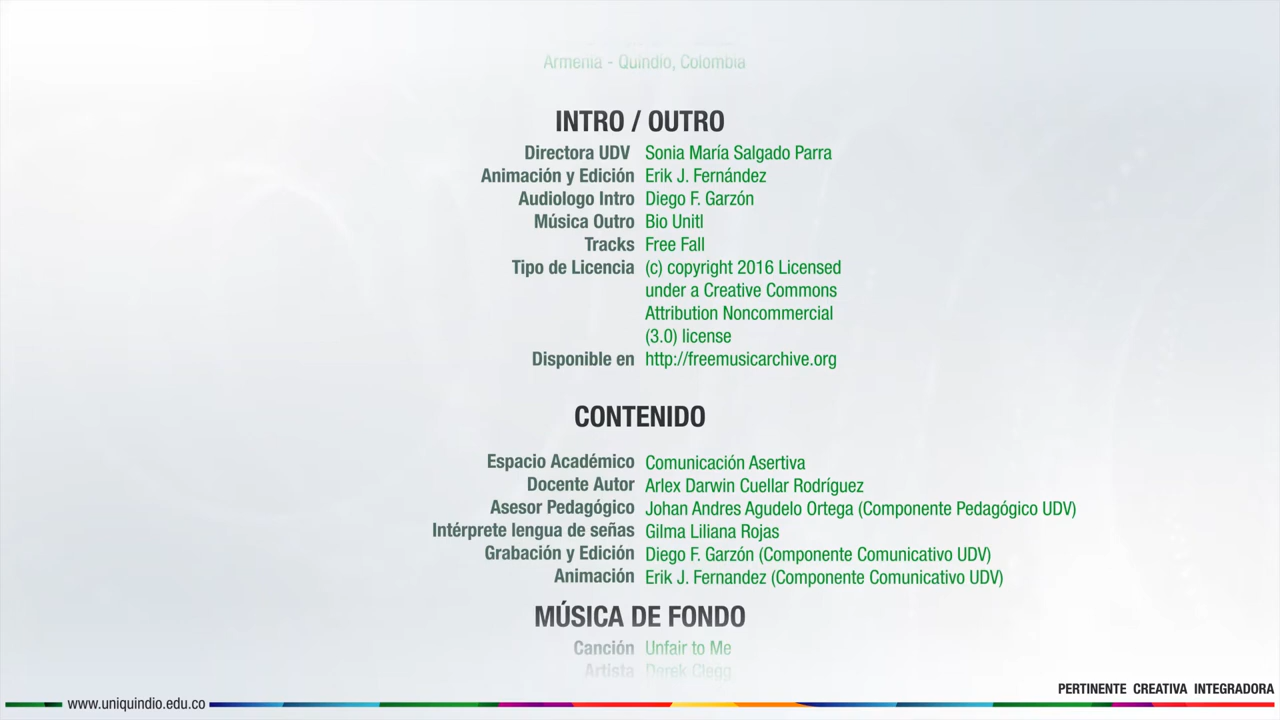 Armenia - Quindío, Colombia
INTRO / OUTRO
Directora UDV Sonia María Salgado Parra
Animación y Edición Erik J. Fernández
Audiologo Intro Diego F. Garzón
Música Outro Bio Unitl
Tracks Free Fall
Tipo de Licencia (c) copyright 2016 Licensed
under a Creative Commons
Attribution Noncommercial
(3.0) license
Disponible en http://freemusicarchive.org
CONTENIDO
Espacio Académico Comunicación Asertiva
Docente Autor Arlex Darwin Cuellar Rodríguez
Asesor Pedagógico Johan Andres Agudelo Ortega (Componente Pedagógico UDV)
Intérprete lengua de señas Gilma Liliana Rojas
Grabación y Edición Diego F. Garzón (Componente Comunicativo UDV)
Animación Erik J. Fernandez (Componente Comunicativo UDV)
MÚSICA DE FONDO
Canción Unfair to Me
Artista Darek Clegg
PERTINENTE CREATIVA INTEGRADORA
www.uniquindio.edu.co